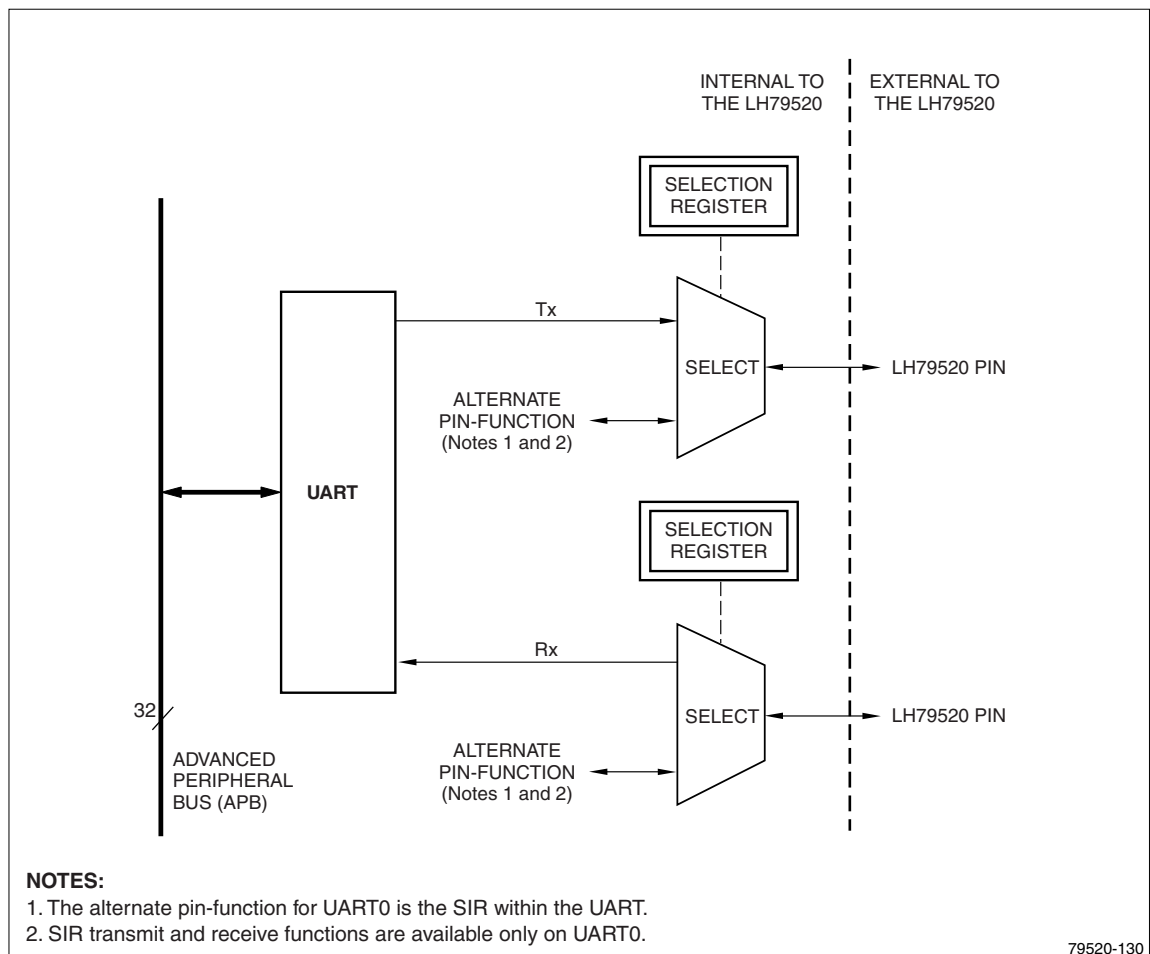 INTERNAL TO
THE LH79520
EXTERNAL TO
THE LH79520
SELECTION
REGISTER
Tx
SELECT
LH79520 PIN
ALTERNATE
PIN-FUNCTION
(Notes 1 and 2)
UART
SELECTION
REGISTER
Rx
SELECT
LH79520 PIN
32
ADVANCED
PERIPHERAL
BUS (APB)
ALTERNATE
PIN-FUNCTION
(Notes 1 and 2)
NOTES:
1. The alternate pin-function for UART0 is the SIR within the UART.
2. SIR transmit and receive functions are available only on UART0.
79520-130